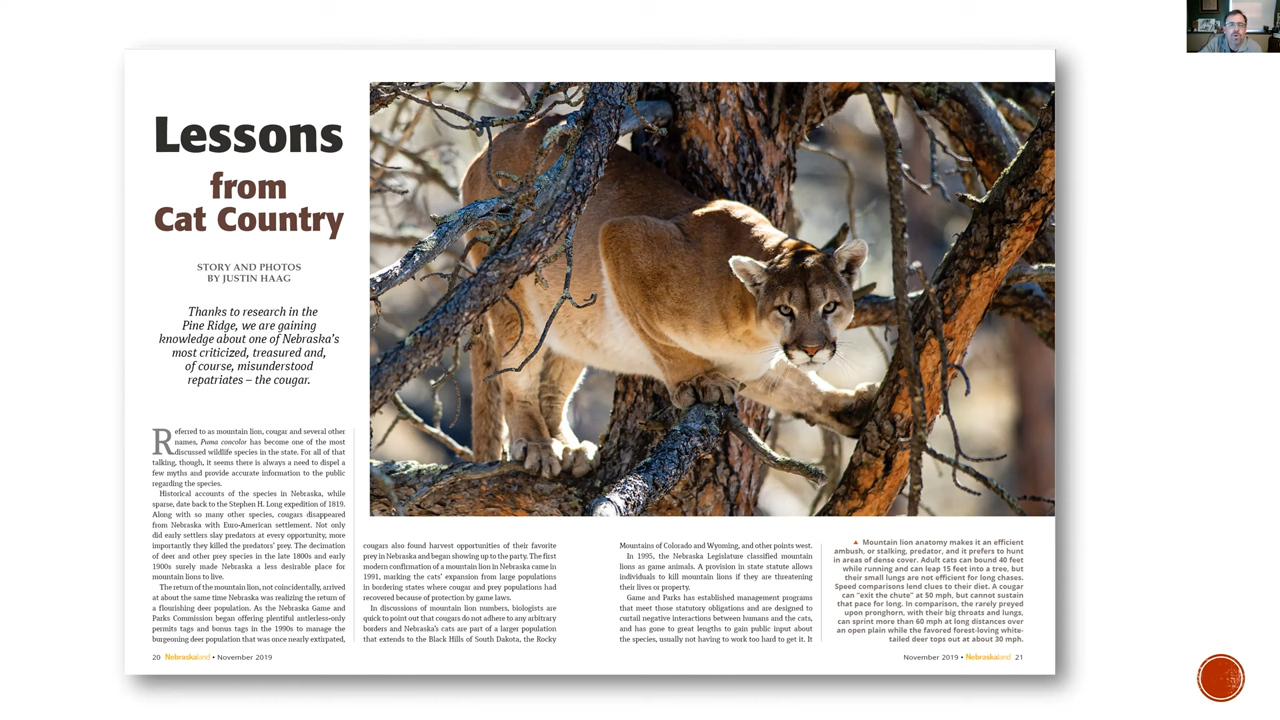 Lessons
from
Cat Country
STORY AND PHOTOS
BY JUSTIN HAAG
Thanks to research in the
Pine Ridge, we are gaining
knowledge about one of Nebraska's
most criticized, treasured and,
of course, misunderstood
repatriates – the cougar.
Referred to as mountain lion, cougar and several other
names, Puma concolor has become one of the most
discussed wildlife species in the state. For all of that
talking, though, it seems there is always a need to dispel a
few myths and provide accurate information to the public
regarding the species.
Historical accounts of the species in Nebraska, while
sparse, date back to the Stephen H. Long expedition of 1819.
Along with so many other species, cougars disappeared
from Nebraska with Euro-American settlement. Not only
did early settlers slay predators at every opportunity, more
importantly they killed the predators' prey. The decimation
of deer and other prey species in the late 1800s and early
1900s surely made Nebraska a less desirable place for
mountain lions to live.
The return of the mountain lion, not coincidentally, arrived
at about the same time Nebraska was realizing the return of
a flourishing deer population. As the Nebraska Game and
Parks Commission began offering plentiful antlerless-only
permits tags and bonus tags in the 1990s to manage the
burgeoning deer population that was once nearly extirpated,
cougars also found harvest opportunities of their favorite
prey in Nebraska and began showing up to the party. The first
modern confirmation of a mountain lion in Nebraska came in
1991, marking the cats' expansion from large populations
in bordering states where cougar and prey populations had
recovered because of protection by game laws.
In discussions of mountain lion numbers, biologists are
quick to point out that cougars do not adhere to any arbitrary
borders and Nebraska's cats are part of a larger population
that extends to the Black Hills of South Dakota, the Rocky
Mountains of Colorado and Wyoming, and other points west.
In 1995, the Nebraska Legislature classified mountain
lions as game animals. A provision in state statute allows
individuals to kill mountain lions if they are threatening
their lives or property.
Game and Parks has established management programs
that meet those statutory obligations and are designed to
curtail negative interactions between humans and the cats,
and has gone to great lengths to gain public input about
the species, usually not having to work too hard to get it. It
▲ Mountain lion anatomy makes it an efficient
ambush, or stalking, predator, and it prefers to hunt
in areas of dense cover. Adult cats can bound 40 feet
while running and can leap 15 feet into a tree, but
their small lungs are not efficient for long chases.
Speed comparisons lend clues to their diet. A cougar
can "exit the chute" at 50 mph, but cannot sustain
that pace for long. In comparison, the rarely preyed
upon pronghorn, with their big throats and lungs,
can sprint more than 60 mph at long distances over
an open plain while the favored forest-loving white-
tailed deer tops out at about 30 mph.
20 Nebraskaland • November 2019
November 2019 • Nebraskaland 21